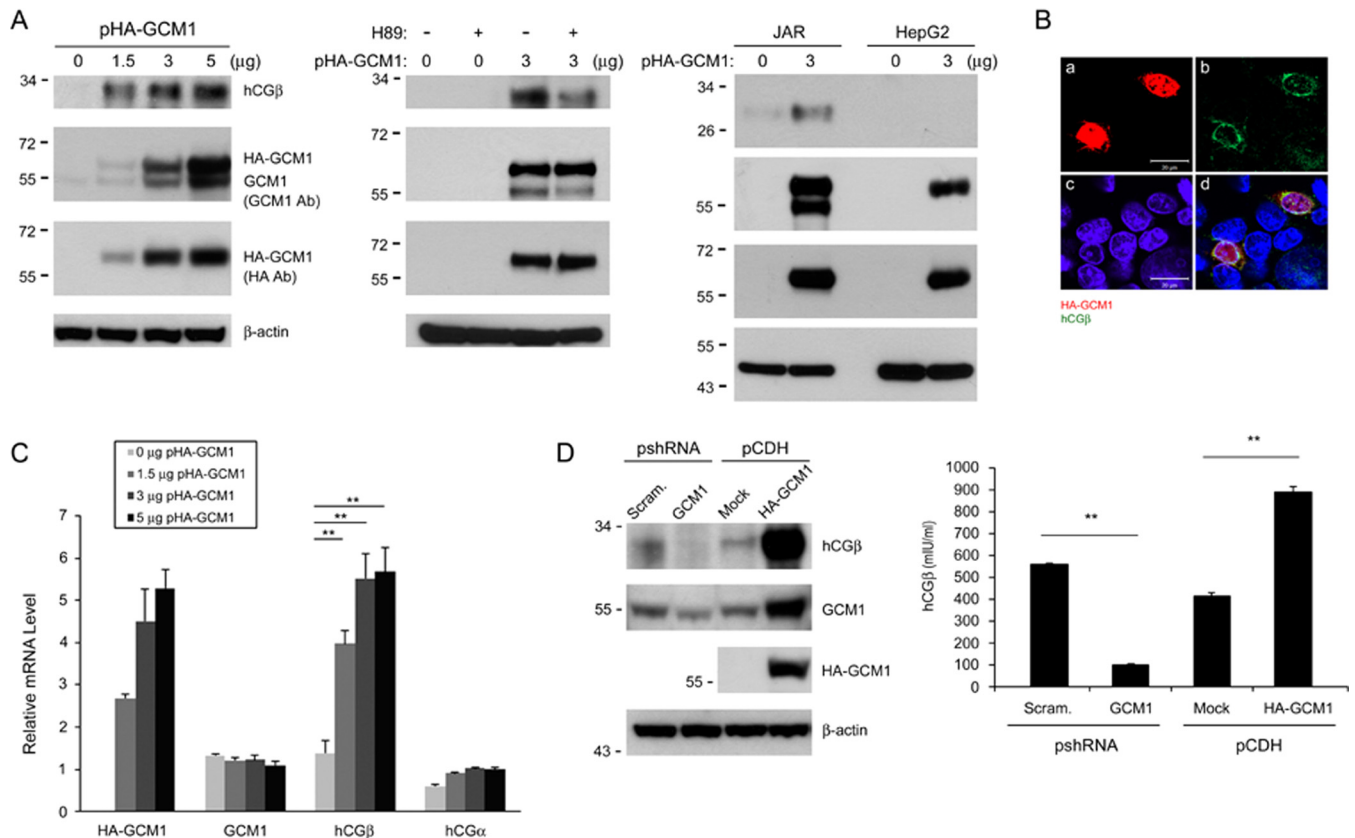 A
pHA-GCM1
0 1.5 3 5 (μg)
34
hCGβ
72
HA-GCM1
GCM1
55
(GCM1 Ab)
72
HA-GCM1
(HA Ab)
55
β-actin
H89: - + - +
pHA-GCM1: 0 0 3 3 (μg)
34
72
55
72
55
JAR HepG2
pHA-GCM1: 0 3 0 3 (μg)
34
26
55
72
55
55
43
B
a b
20 μm
c d
20 μm
HA-GCM1
hCGβ
C
0 μg pHA-GCM1
1.5 μg pHA-GCM1
3 μg pHA-GCM1
5 μg pHA-GCM1
Relative mRNA Level
7
6
5
4
3
2
1
0
**
**
**
HA-GCM1 GCM1 hCGβ hCGα
D
pshRNA pCDH
Scram. GCM1 Mock HA-GCM1
34
hCGβ
55
GCM1
HA-GCM1
55
β-actin
43
hCGβ (mIU/ml)
1000
900
800
700
600
500
400
300
200
100
0
**
**
Scram. GCM1 Mock HA-GCM1
pshRNA pCDH